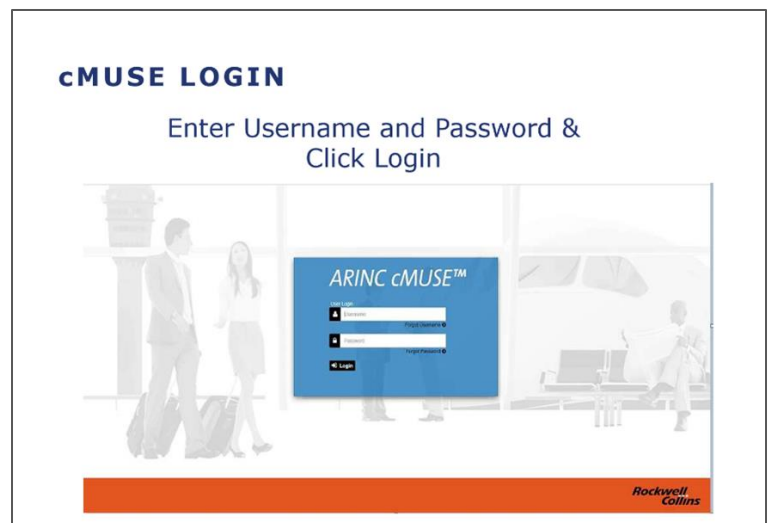 cMUSE LOGIN
Enter Username and Password &
Click Login
ARINC cMUSE™
User Login
Username
Forgot Username
Password
Forgot Password
Login
Rockwell
Collins